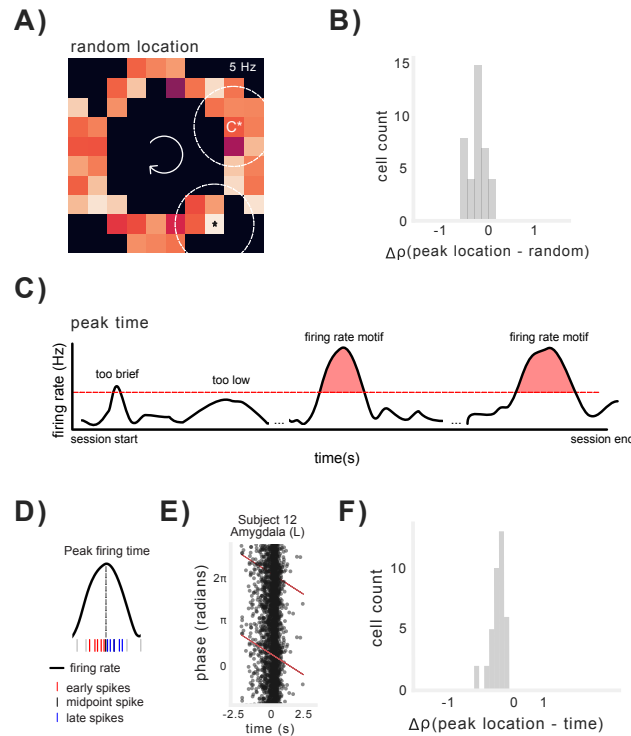 A)
random location
5 Hz
C*
*
B)
15
10
5
0
cell count
-1
0
1
Δρ(peak location - random)
C)
peak time
firing rate (Hz)
too brief
too low
firing rate motif
firing rate motif
...
...
session start
session end
time(s)
D)
Peak firing time
firing rate
early spikes
midpoint spike
late spikes
E)
Subject 12
Amygdala (L)
phase (radians)
2π
π
0
-2.5
0
2.5
time (s)
F)
cell count
10
5
0
-1
0
1
Δρ(peak location - time)